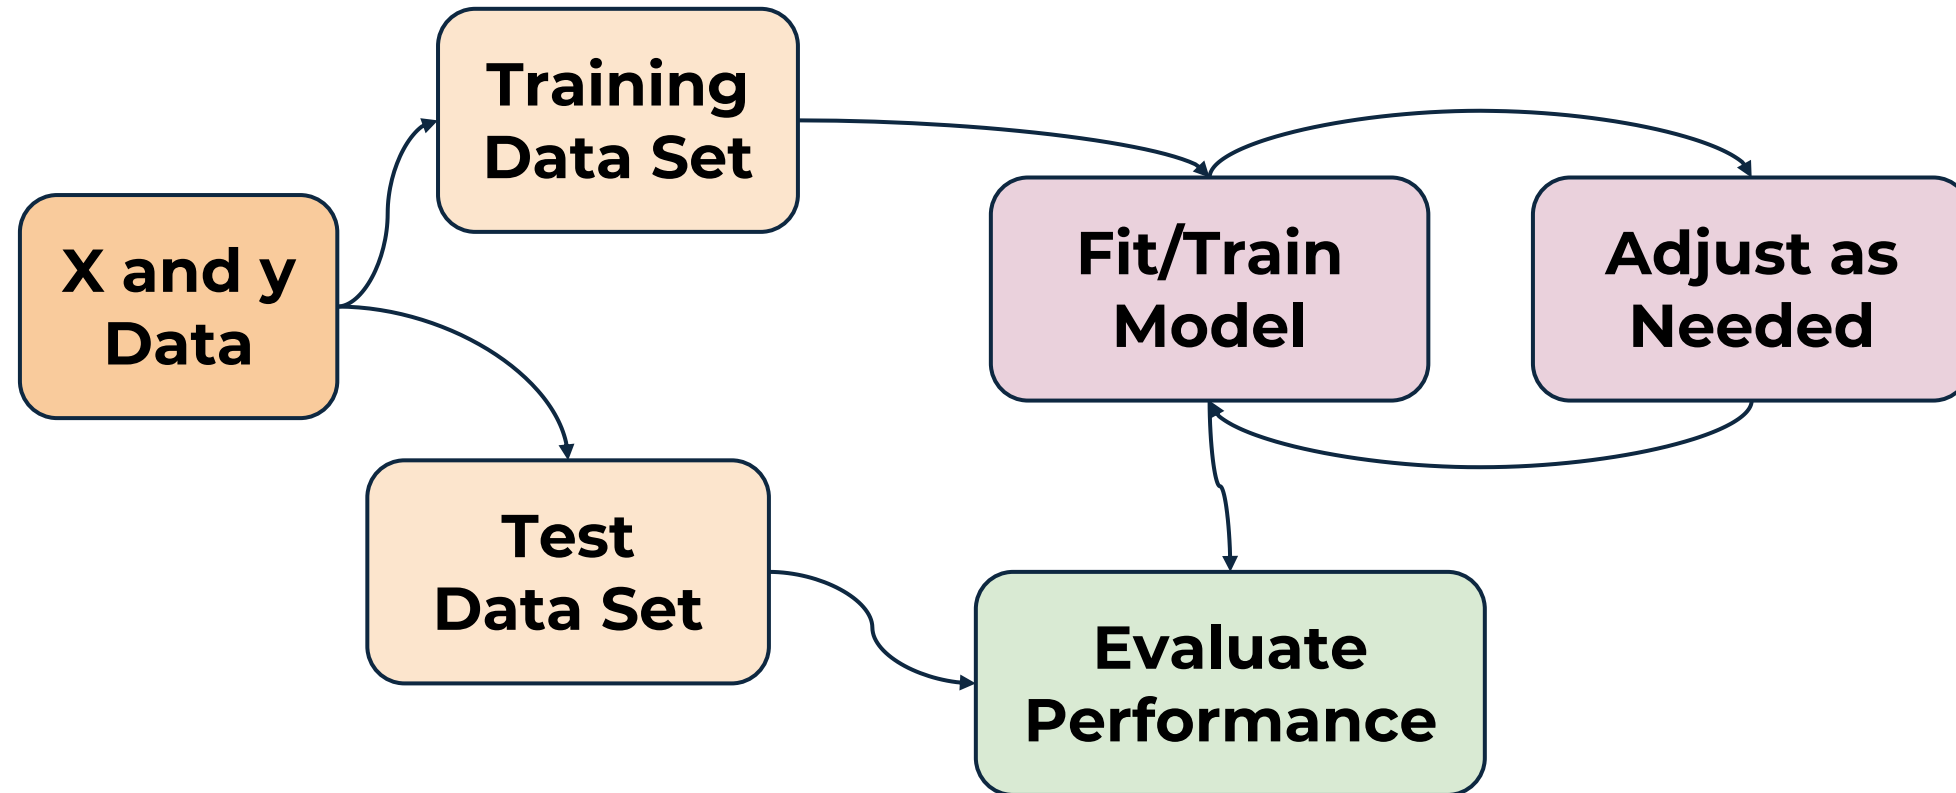 Training
Data Set
X and y
Data
Fit/Train
Model
Adjust as
Needed
Test
Data Set
Evaluate
Performance